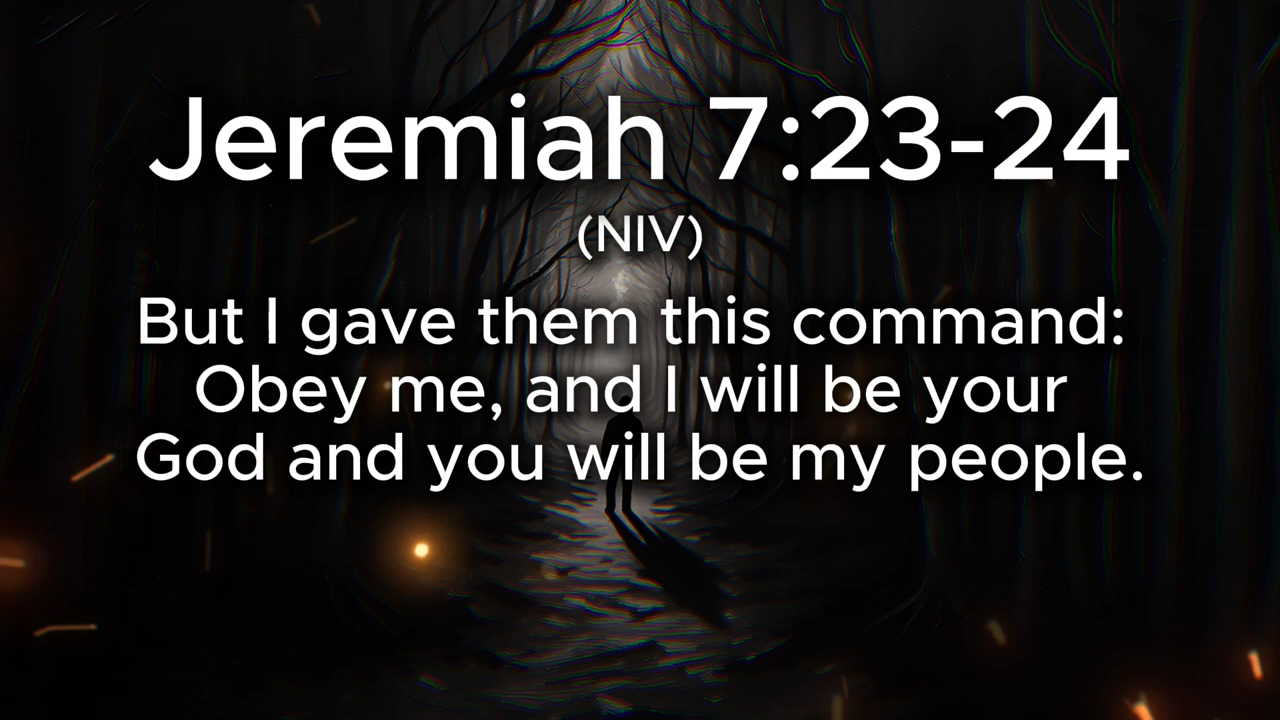 Jeremiah 7:23-24
(NIV)
But I gave them this command:
Obey me, and I will be your
God and you will be my people.